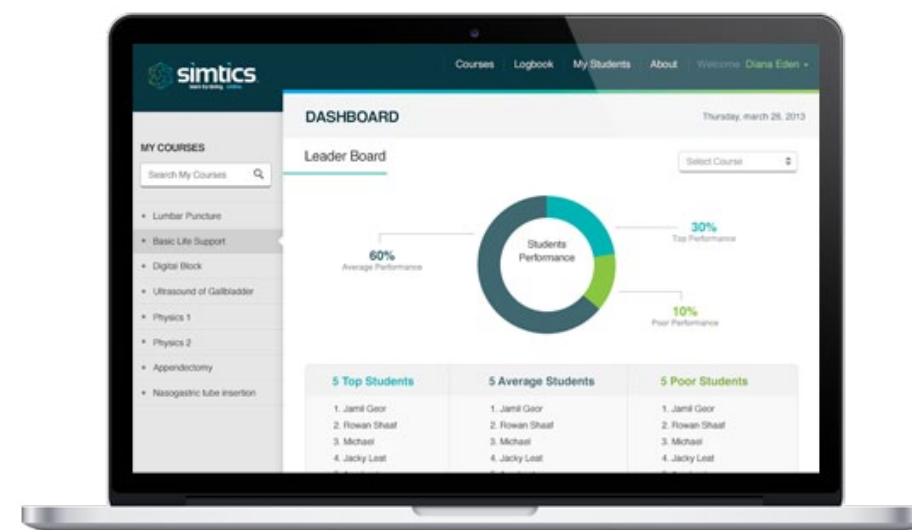 simtics
learn by doing, online.
Courses Logbook My Students About Welcome Diana Eden
DASHBOARD
Thursday, march 28, 2013
MY COURSES
Search My Courses
Leader Board
Select Course
Lumbar Puncture
Basic Life Support
Digital Block
Ultrasound of Gallbladder
Physics 1
Physics 2
Appendectomy
Nasogastric tube insertion
Students
Performance
60%
Average Performance
30%
Top Performance
10%
Poor Performance
5 Top Students
1. Jamil Geor
2. Rowan Shaaf
3. Michael
4. Jacky Leat
5 Average Students
1. Jamil Geor
2. Rowan Shaaf
3. Michael
4. Jacky Leat
5 Poor Students
1. Jamil Geor
2. Rowan Shaaf
3. Michael
4. Jacky Leat